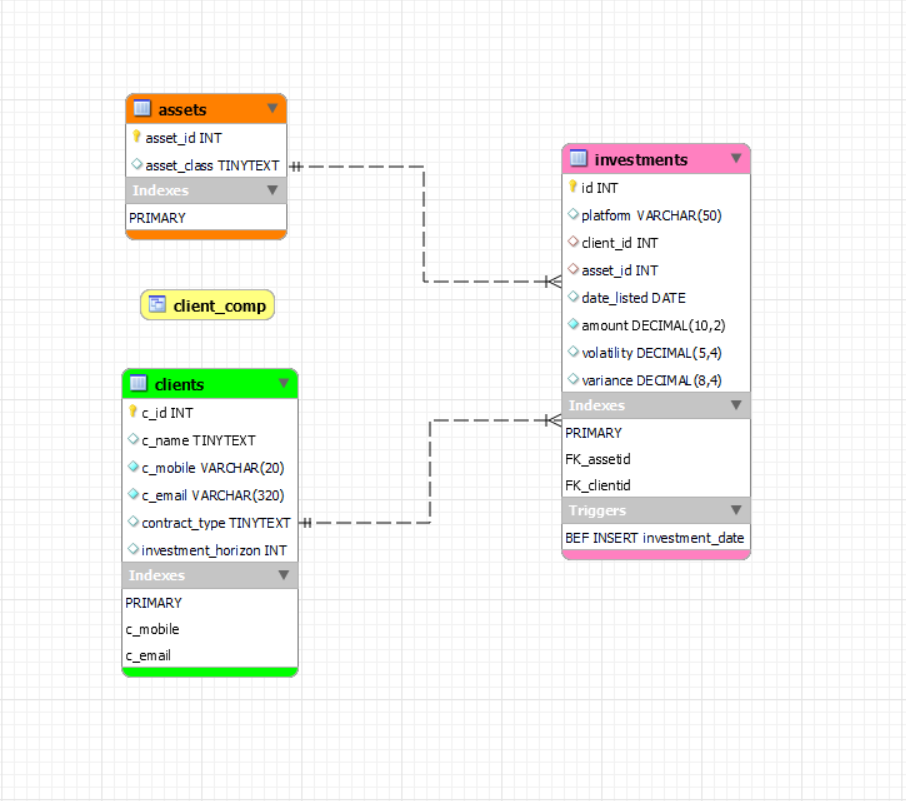 assets
asset_id INT
asset_class TINYTEXT
Indexes
PRIMARY
client_comp
clients
c_id INT
c_name TINYTEXT
c_mobile VARCHAR(20)
c_email VARCHAR(320)
contract_type TINYTEXT
investment_horizon INT
Indexes
PRIMARY
c_mobile
c_email
investments
id INT
platform VARCHAR(50)
client_id INT
asset_id INT
date_listed DATE
amount DECIMAL(10,2)
volatility DECIMAL(5,4)
variance DECIMAL(8,4)
Indexes
PRIMARY
FK_assetid
FK_clientid
Triggers
BEF INSERT investment_date